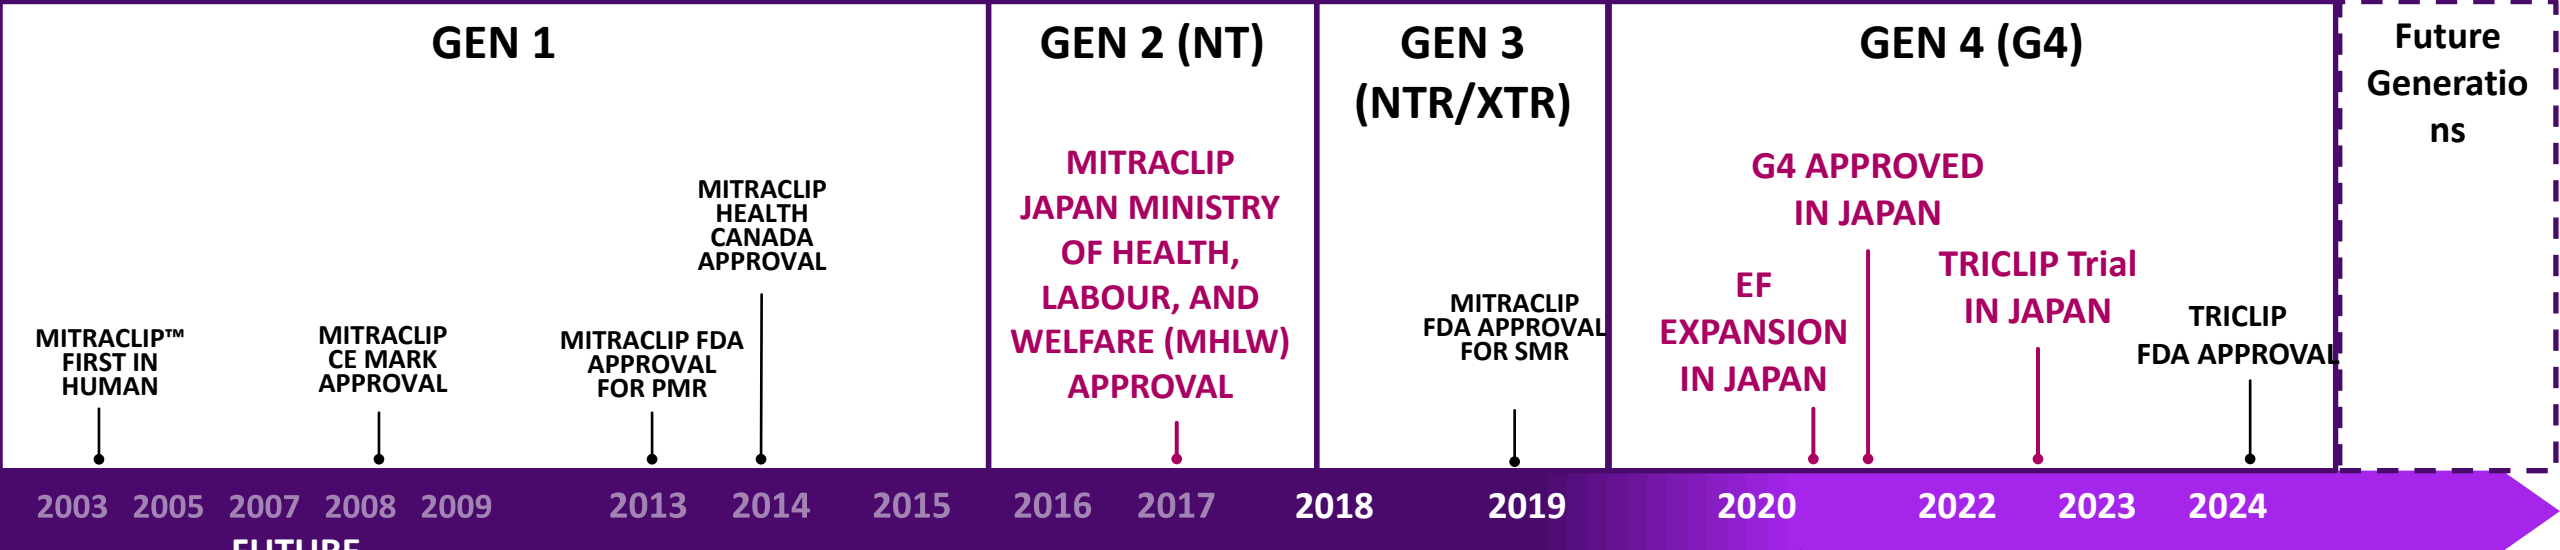 GEN 1
GEN 2 (NT)
GEN 3
(NTR/XTR)
GEN 4 (G4)
Future
Generatio
ns
MITRACLIP™
FIRST IN
HUMAN
MITRACLIP
CE MARK
APPROVAL
MITRACLIP FDA
APPROVAL
FOR PMR
MITRACLIP
HEALTH
CANADA
APPROVAL
MITRACLIP
JAPAN MINISTRY
OF HEALTH,
LABOUR, AND
WELFARE (MHLW)
APPROVAL
MITRACLIP
FDA APPROVAL
FOR SMR
EF
EXPANSION
IN JAPAN
G4 APPROVED
IN JAPAN
TRICLIP Trial
IN JAPAN
TRICLIP
FDA APPROVAL
2003 2005 2007 2008 2009 2013 2014 2015 2016 2017 2018 2019 2020 2022 2023 2024
FUTURE